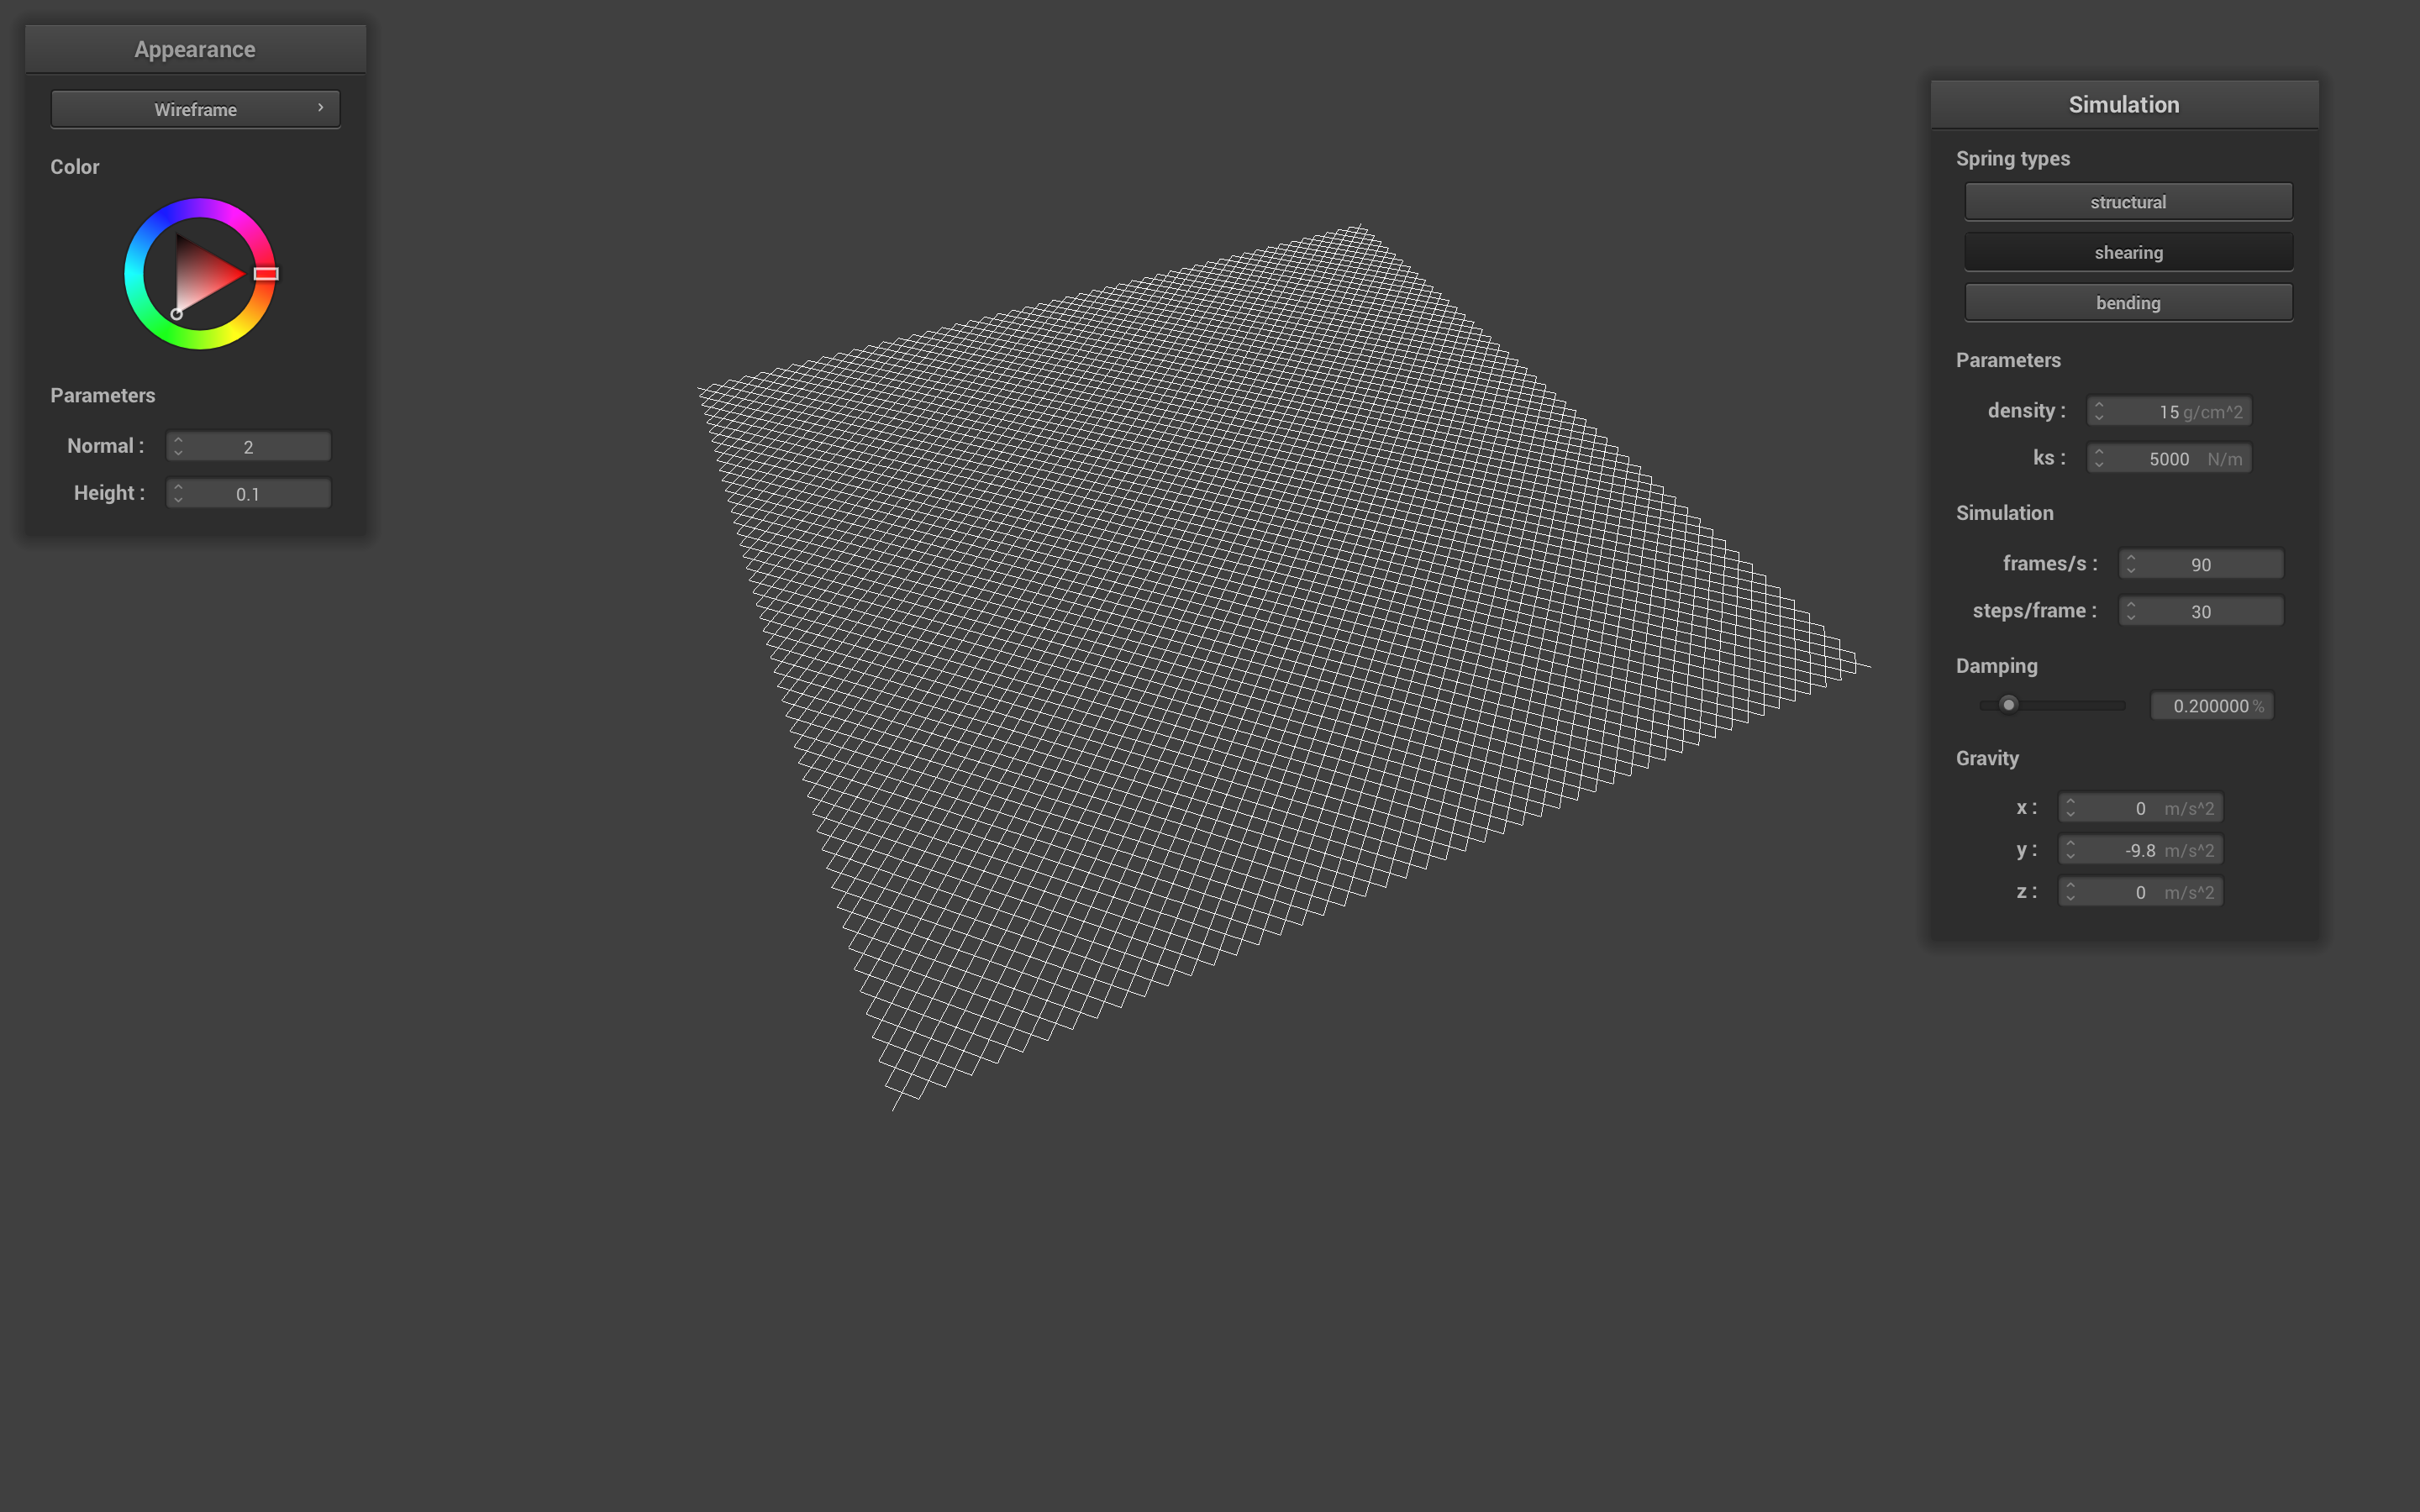 Appearance
Wireframe
Color
Parameters
Normal : 2
Height : 0.1
Simulation
Spring types
structural
shearing
bending
Parameters
density : 15 g/cm^2
ks : 5000 N/m
Simulation
frames/s : 90
steps/frame : 30
Damping
0.200000 %
Gravity
x : 0 m/s^2
y : -9.8 m/s^2
z : 0 m/s^2